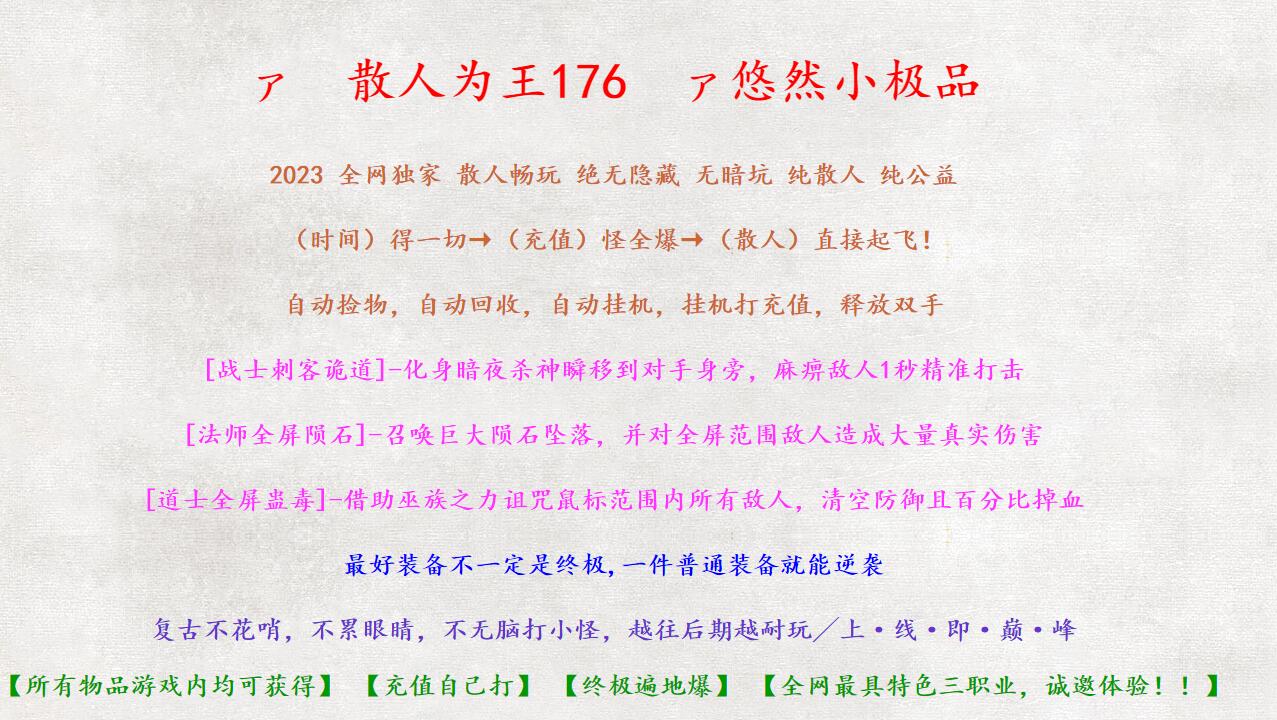 ア 散人为王176 ア悠然小极品
2023 全网独家 散人畅玩 绝无隐藏 无暗坑 纯散人 纯公益
（时间）得一切→（充值）怪全爆→（散人）直接起飞！
自动捡物，自动回收，自动挂机，挂机打充值，释放双手
[战士刺客诡道]-化身暗夜杀神瞬移到对手身旁，麻痹敌人1秒精准打击
[法师全屏陨石]-召唤巨大陨石坠落，并对全屏范围敌人造成大量真实伤害
[道士全屏蛊毒]-借助巫族之力诅咒鼠标范围内所有敌人，清空防御且百分比掉血
最好装备不一定是终极,一件普通装备就能逆袭
复古不花哨，不累眼睛，不无脑打小怪，越往后期越耐玩╱上·线·即·巅·峰
【所有物品游戏内均可获得】 【充值自己打】 【终极遍地爆】 【全网最具特色三职业，诚邀体验！！】